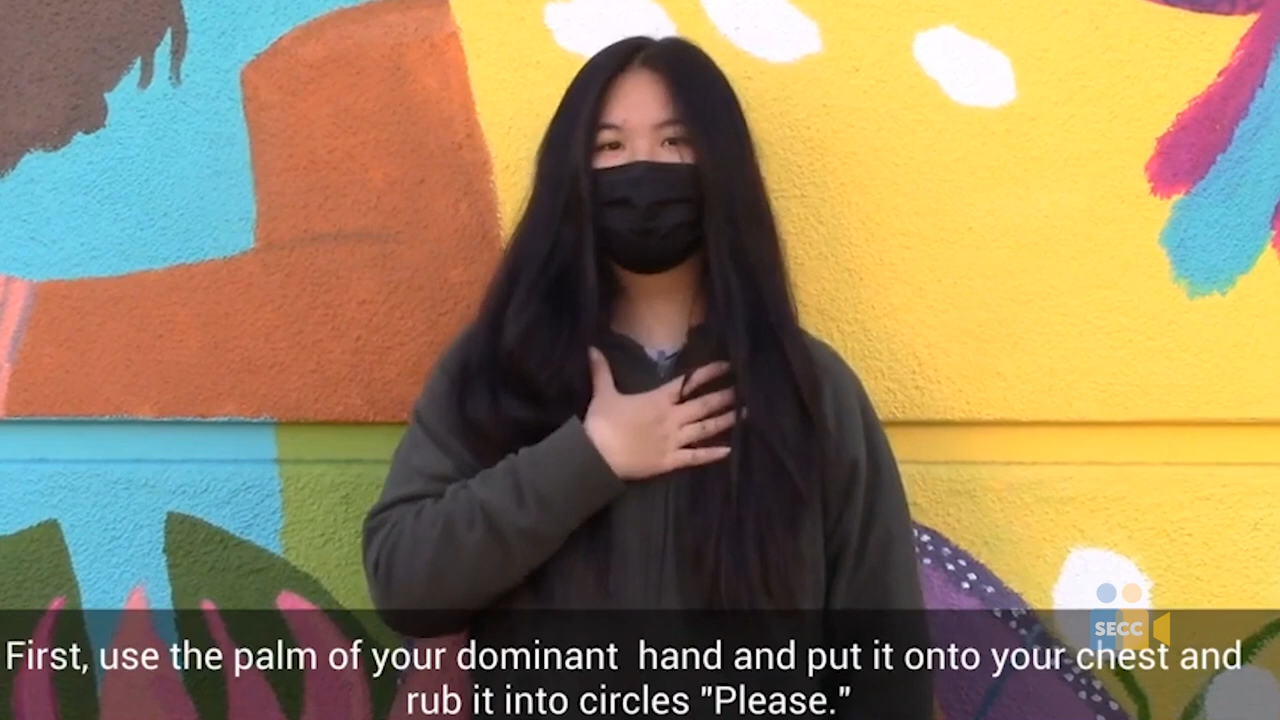 SECC
First, use the palm of your dominant  hand and put it onto your chest and
rub it into circles "Please."